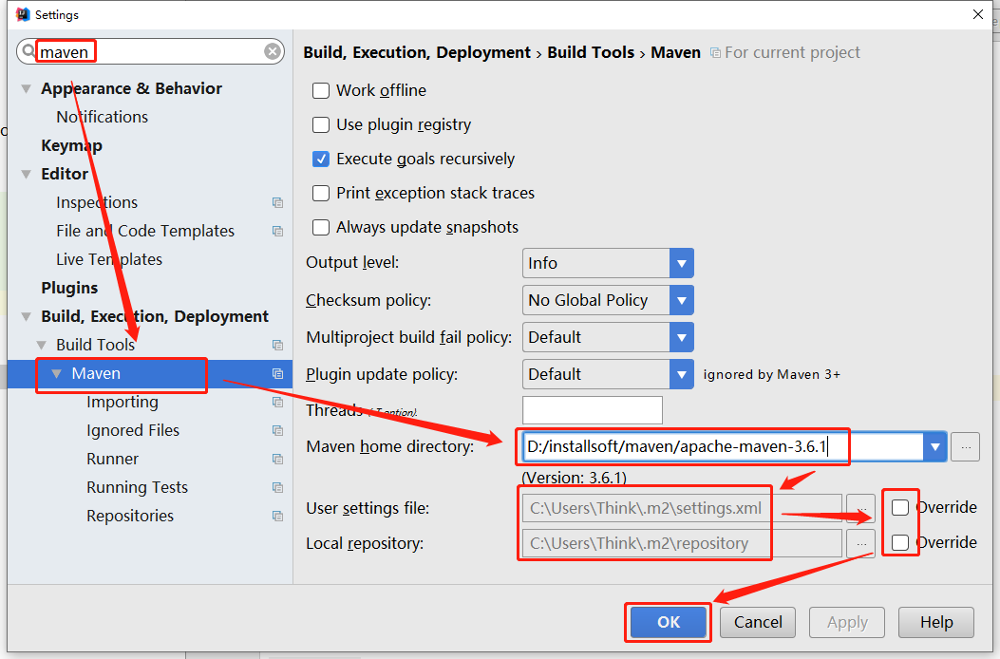 Settings
maven
Appearance & Behavior
Notifications
Keymap
Editor
Inspections
File and Code Templates
Live Templates
Plugins
Build, Execution, Deployment
Build Tools
Maven
Importing
Ignored Files
Runner
Running Tests
Repositories
Build, Execution, Deployment › Build Tools › Maven For current project
Work offline
Use plugin registry
Execute goals recursively
Print exception stack traces
Always update snapshots
Output level: Info
Checksum policy: No Global Policy
Multiproject build fail policy: Default
Plugin update policy: Default ignored by Maven 3+
Threads
Maven home directory: D:/installsoft/maven/apache-maven-3.6.1 ...
(Version: 3.6.1)
User settings file: C:\Users\Think\.m2\settings.xml ... Override
Local repository: C:\Users\Think\.m2\repository ... Override
OK Cancel Apply Help